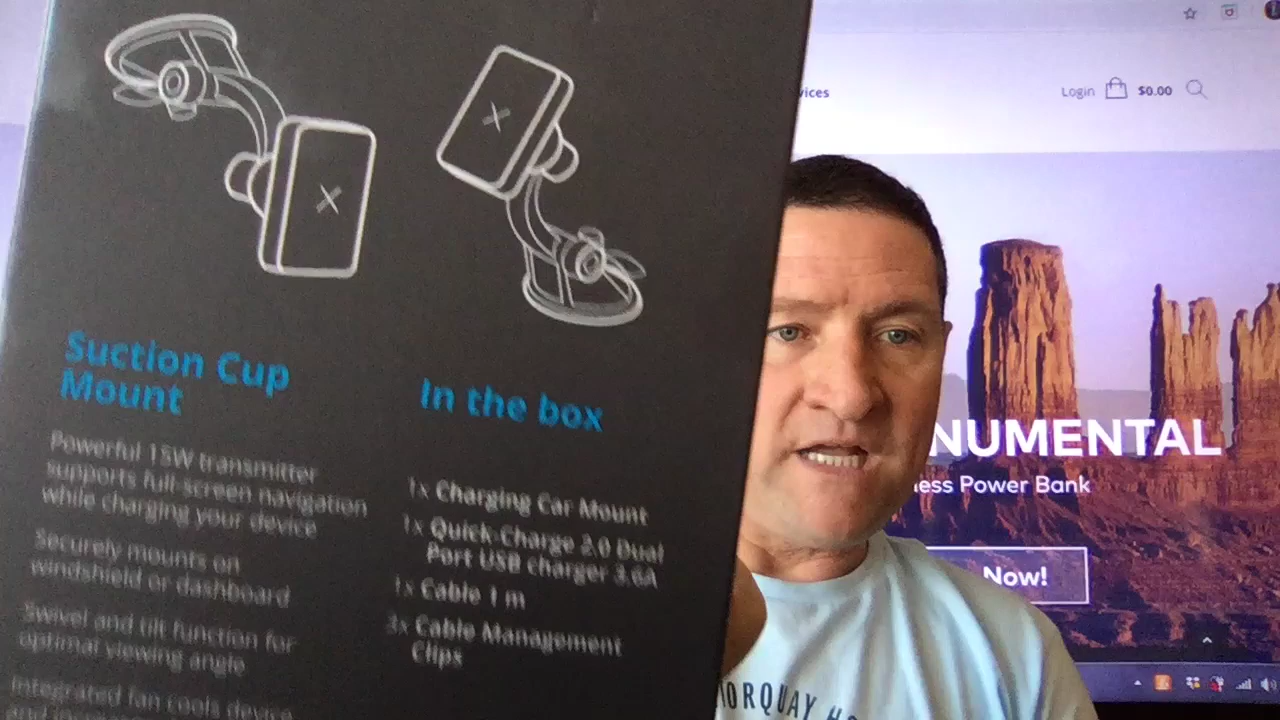 Suction Cup
Mount
Powerful 15W transmitter
supports full-screen navigation
while charging your device
Securely mounts on
windshield or dashboard
Swivel and tilt function for
optimal viewing angle
Integrated fan cools device
In the box
1x Charging Car Mount
1x Quick-Charge 2.0 Dual
Port USB charger 3.6A
1x Cable 1 m
3x Cable Management
Clips
vices
Login $0.00
NUMENTAL
ess Power Bank
Now!
ORQUAY